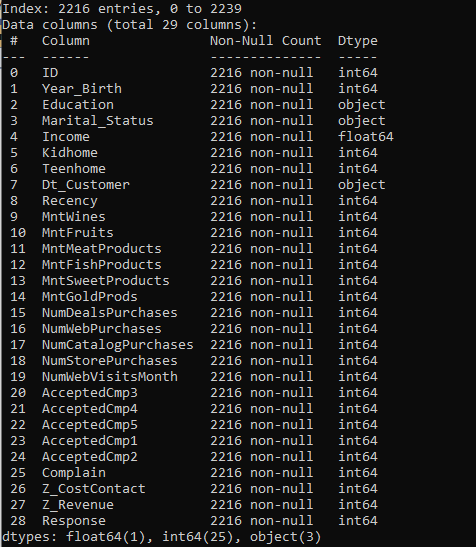 Index: 2216 entries, 0 to 2239
Data columns (total 29 columns):
 #   Column               Non-Null Count  Dtype
---  ------               --------------  -----
 0   ID                   2216 non-null   int64
 1   Year_Birth           2216 non-null   int64
 2   Education            2216 non-null   object
 3   Marital_Status       2216 non-null   object
 4   Income               2216 non-null   float64
 5   Kidhome              2216 non-null   int64
 6   Teenhome             2216 non-null   int64
 7   Dt_Customer          2216 non-null   object
 8   Recency              2216 non-null   int64
 9   MntWines             2216 non-null   int64
 10  MntFruits            2216 non-null   int64
 11  MntMeatProducts      2216 non-null   int64
 12  MntFishProducts      2216 non-null   int64
 13  MntSweetProducts     2216 non-null   int64
 14  MntGoldProds         2216 non-null   int64
 15  NumDealsPurchases    2216 non-null   int64
 16  NumWebPurchases      2216 non-null   int64
 17  NumCatalogPurchases  2216 non-null   int64
 18  NumStorePurchases    2216 non-null   int64
 19  NumWebVisitsMonth    2216 non-null   int64
 20  AcceptedCmp3         2216 non-null   int64
 21  AcceptedCmp4         2216 non-null   int64
 22  AcceptedCmp5         2216 non-null   int64
 23  AcceptedCmp1         2216 non-null   int64
 24  AcceptedCmp2         2216 non-null   int64
 25  Complain             2216 non-null   int64
 26  Z_CostContact        2216 non-null   int64
 27  Z_Revenue            2216 non-null   int64
 28  Response             2216 non-null   int64
dtypes: float64(1), int64(25), object(3)